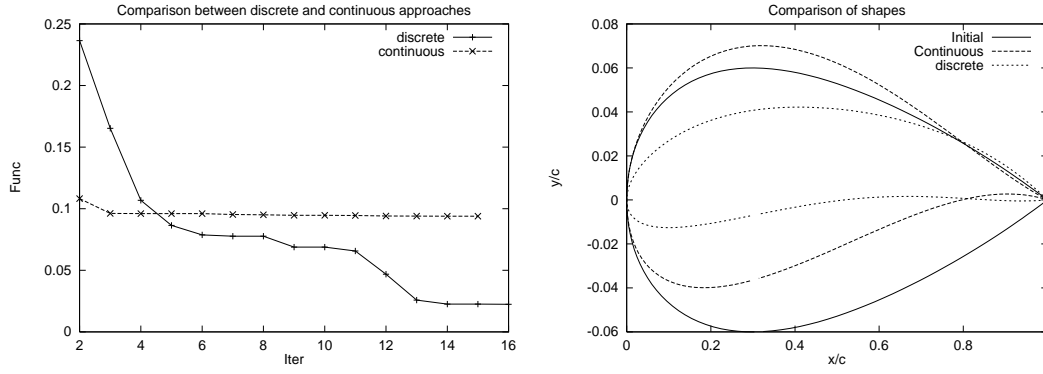 Comparison between discrete and continuous approaches
0.25
0.2
0.15
0.1
0.05
0
Func
discrete
continuous
2
4
6
8
10
12
14
16
Iter
Comparison of shapes
0.08
0.06
0.04
0.02
0
-0.02
-0.04
-0.06
y/c
Initial
Continuous
discrete
0
0.2
0.4
0.6
0.8
x/c